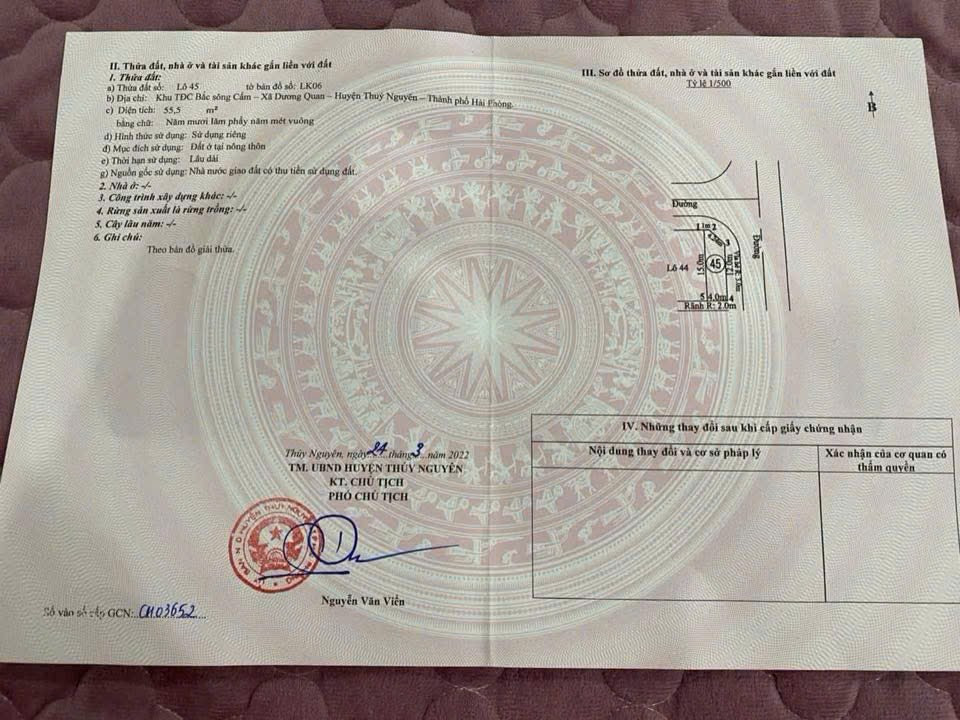 II. Thửa đất, nhà ở và tài sản khác gắn liền với đất
1. Thửa đất:
a) Thửa đất số: Lô 45 tờ bản đồ số: LK06
b) Địa chỉ: Khu TĐC Bắc sông Cấm – Xã Dương Quan – Huyện Thuỷ Nguyên – Thành phố Hải Phòng.
c) Diện tích: 55,5 m²
bằng chữ: Năm mươi lăm phẩy năm mét vuông
d) Hình thức sử dụng: Sử dụng riêng
đ) Mục đích sử dụng: Đất ở tại nông thôn
e) Thời hạn sử dụng: Lâu dài
g) Nguồn gốc sử dụng: Nhà nước giao đất có thu tiền sử dụng đất.
2. Nhà ở: -/-
3. Công trình xây dựng khác: -/-
4. Rừng sản xuất là rừng trồng: -/-
5. Cây lâu năm: -/-
6. Ghi chú:
Theo bản đồ giải thửa.
Thủy Nguyên, ngày 24 tháng 3 năm 2022
TM. UBND HUYỆN THỦY NGUYÊN
KT. CHỦ TỊCH
PHÓ CHỦ TỊCH
Nguyễn Văn Viển
Số vào sổ cấp GCN: CH03652
III. Sơ đồ thửa đất, nhà ở và tài sản khác gắn liền với đất
Tỷ lệ 1/500
B
Đường
Đường
1.1m 2
3
Lô 44
15.0m
45
12.0m
5 4.0m 4
Rãnh R: 2.0m
IV. Những thay đổi sau khi cấp giấy chứng nhận
Nội dung thay đổi và cơ sở pháp lý
Xác nhận của cơ quan có
thẩm quyền